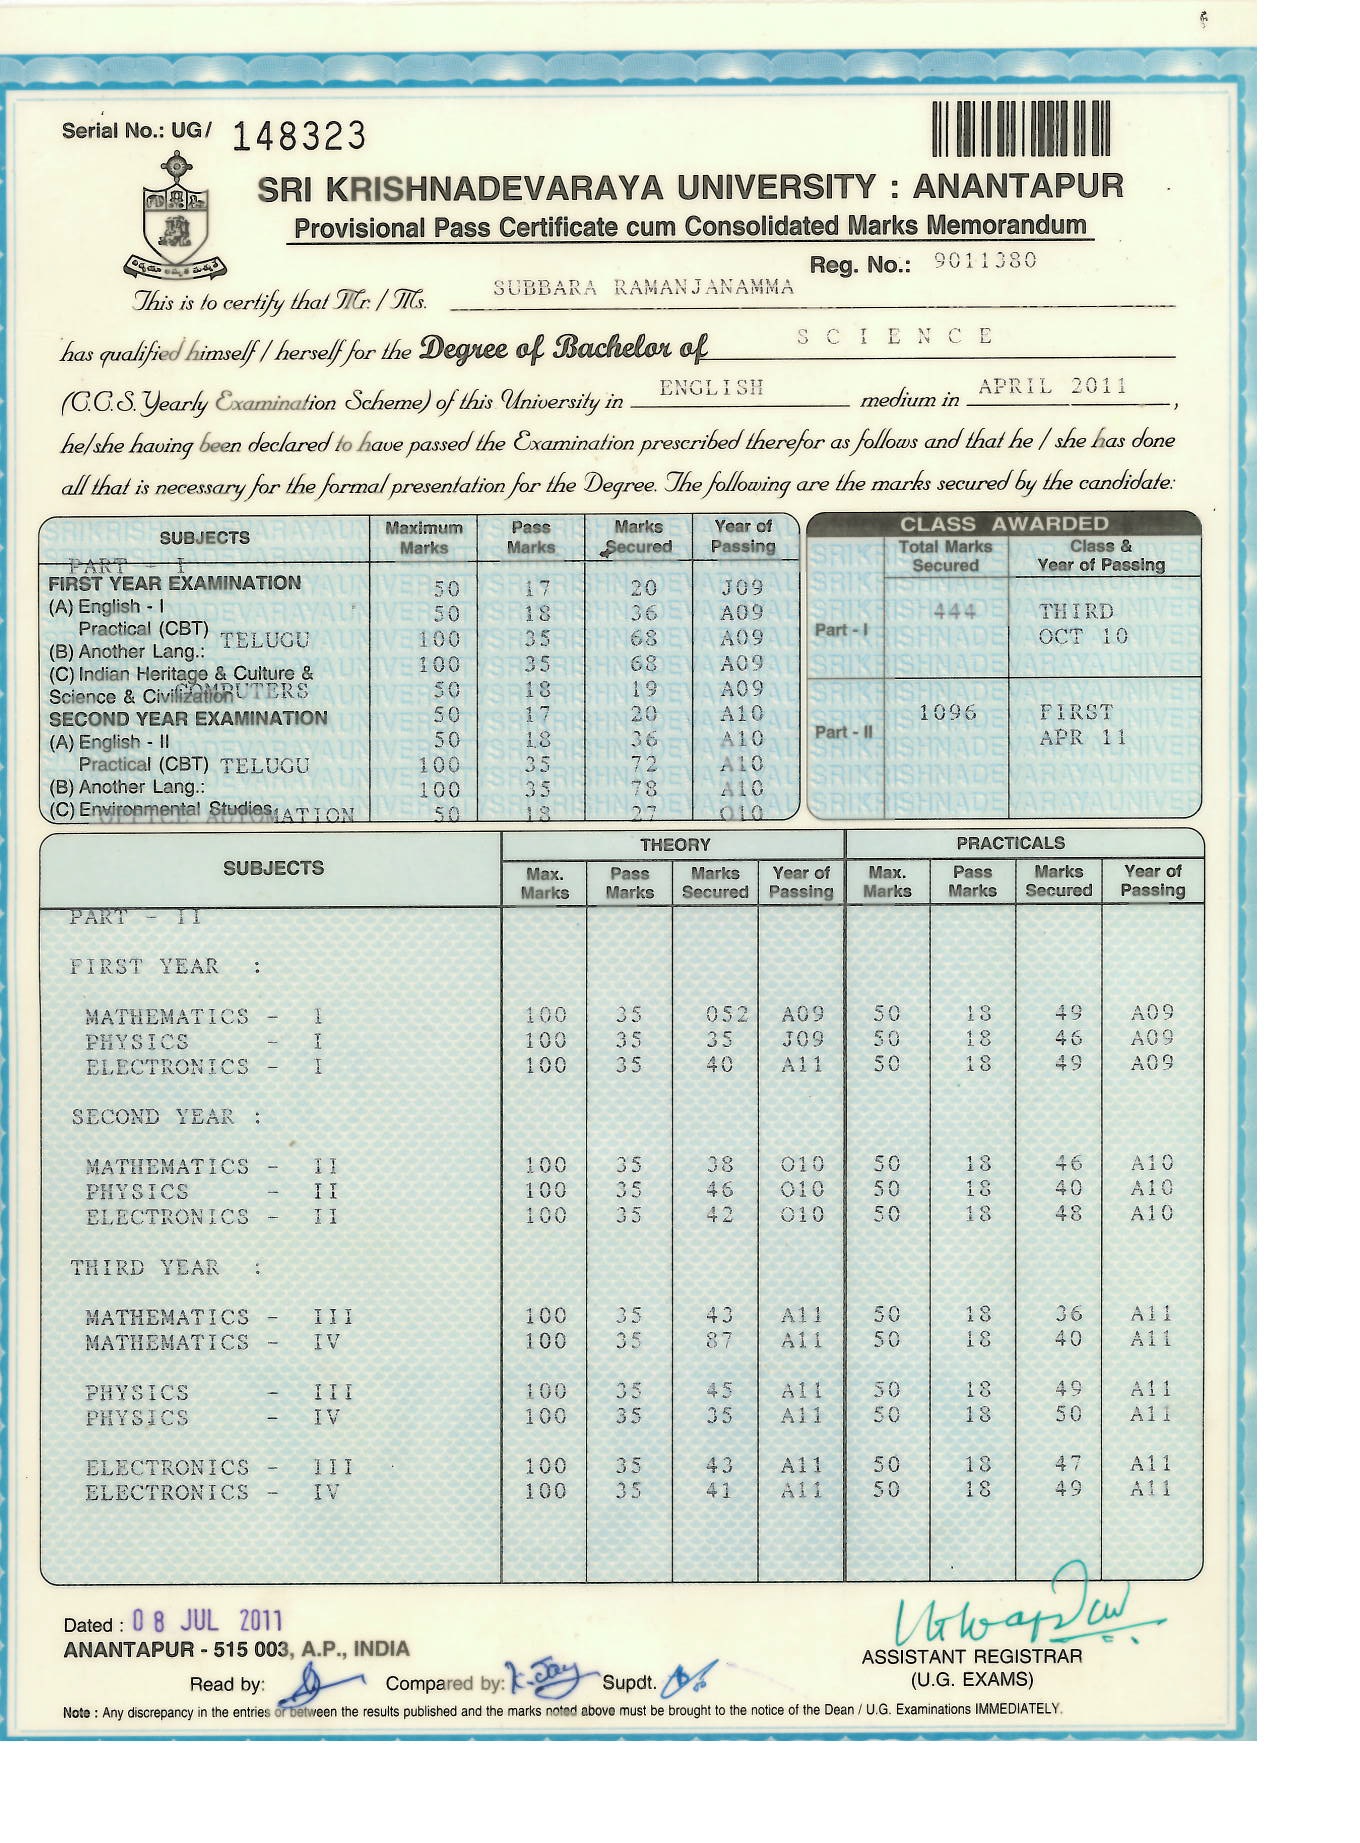 Serial No.: UG/ 148323
SRI KRISHNADEVARAYA UNIVERSITY : ANANTAPUR
Provisional Pass Certificate cum Consolidated Marks Memorandum
Reg. No.: 9011380
This is to certify that Mr. / Ms. SUBBARA RAMANJANAMMA
has qualified himself / herself for the Degree of Bachelor of S C I E N C E
(C.C.S. Yearly Examination Scheme) of this University in ENGLISH medium in APRIL 2011,
he/she having been declared to have passed the Examination prescribed therefor as follows and that he / she has done
all that is necessary for the formal presentation for the Degree. The following are the marks secured by the candidate:
SUBJECTS Maximum Marks Pass Marks Marks Secured Year of Passing
PART - I
FIRST YEAR EXAMINATION 50 17 20 J09
(A) English - I 50 18 36 A09
Practical (CBT) 100 35 68 A09
(B) Another Lang.: TELUGU
(C) Indian Heritage & Culture & 100 35 68 A09
Science & Civilization COMPUTERS 50 18 19 A09
SECOND YEAR EXAMINATION 50 17 20 A10
(A) English - II 50 18 36 A10
Practical (CBT) TELUGU 100 35 72 A10
(B) Another Lang.: 100 35 78 A10
(C) Environmental Studies OFFICE AUTOMATION 50 18 27 O10
CLASS AWARDED
Total Marks Secured Class & Year of Passing
Part - I 444 THIRD
OCT 10
Part - II 1096 FIRST
APR 11
SUBJECTS THEORY PRACTICALS
Max. Marks Pass Marks Marks Secured Year of Passing Max. Marks Pass Marks Marks Secured Year of Passing
PART - II
FIRST YEAR :
MATHEMATICS - I 100 35 052 A09 50 18 49 A09
PHYSICS - I 100 35 35 J09 50 18 46 A09
ELECTRONICS - I 100 35 40 A11 50 18 49 A09
SECOND YEAR :
MATHEMATICS - II 100 35 38 O10 50 18 46 A10
PHYSICS - II 100 35 46 O10 50 18 40 A10
ELECTRONICS - II 100 35 42 O10 50 18 48 A10
THIRD YEAR :
MATHEMATICS - III 100 35 43 A11 50 18 36 A11
MATHEMATICS - IV 100 35 87 A11 50 18 40 A11
PHYSICS - III 100 35 45 A11 50 18 49 A11
PHYSICS - IV 100 35 35 A11 50 18 50 A11
ELECTRONICS - III 100 35 43 A11 50 18 47 A11
ELECTRONICS - IV 100 35 41 A11 50 18 49 A11
Dated : 08 JUL 2011
ANANTAPUR - 515 003, A.P., INDIA
ASSISTANT REGISTRAR
(U.G. EXAMS)
Read by: Compared by: K. Jay Supdt.
Note : Any discrepancy in the entries or between the results published and the marks noted above must be brought to the notice of the Dean / U.G. Examinations IMMEDIATELY.